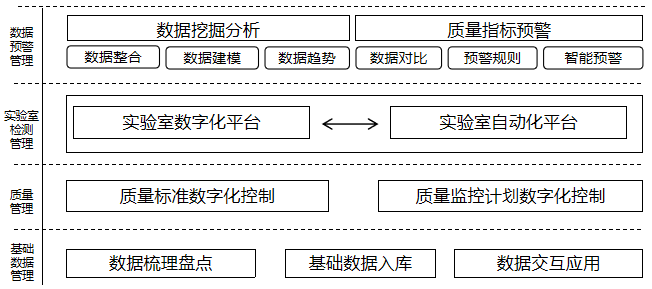 数据
预警
管理
数据挖掘分析
质量指标预警
数据整合
数据建模
数据趋势
数据对比
预警规则
智能预警
实验室
检测
管理
实验室数字化平台
实验室自动化平台
质量
管理
质量标准数字化控制
质量监控计划数字化控制
基础
数据
管理
数据梳理盘点
基础数据入库
数据交互应用